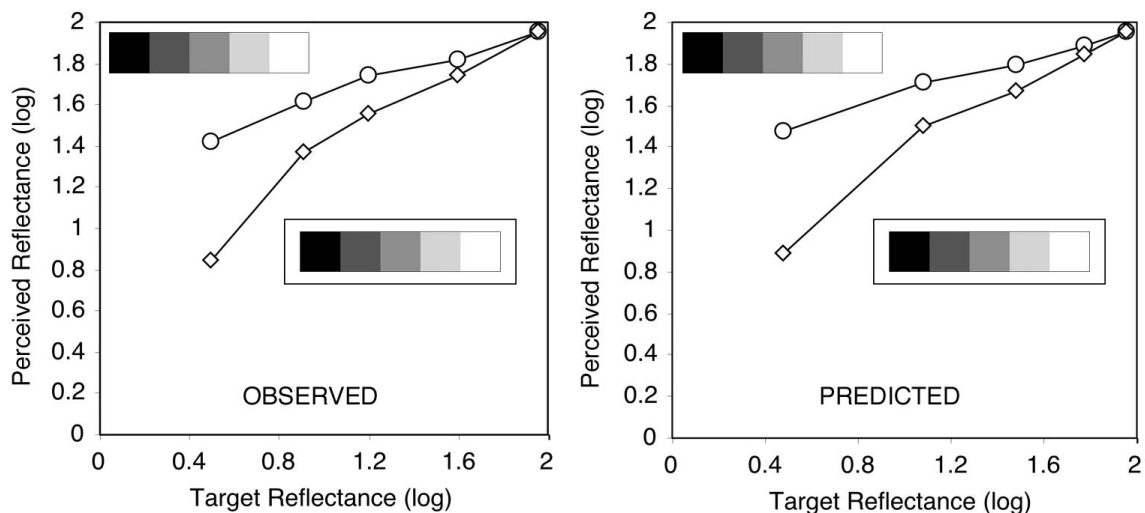 2
1.8
1.6
1.4
1.2
1
0.8
0.6
0.4
0.2
0
Perceived Reflectance (log)
OBSERVED
0 0.4 0.8 1.2 1.6 2
Target Reflectance (log)
2
1.8
1.6
1.4
1.2
1
0.8
0.6
0.4
0.2
0
Perceived Reflectance (log)
PREDICTED
0 0.4 0.8 1.2 1.6 2
Target Reflectance (log)